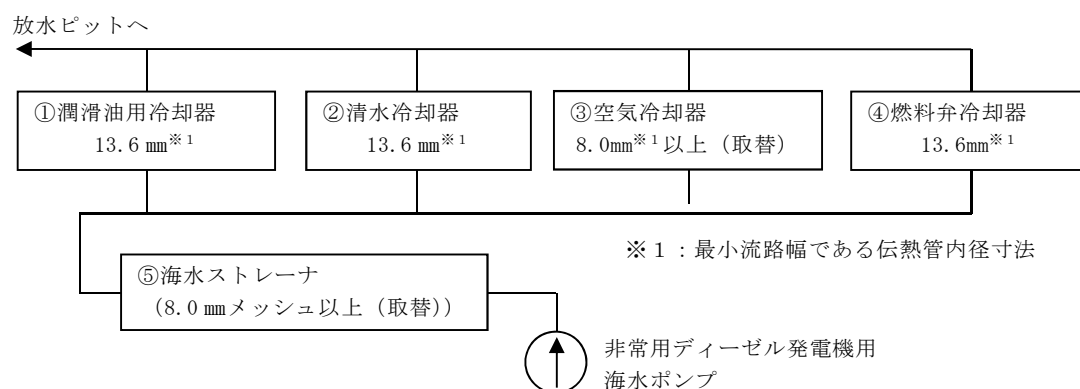 放水ピットへ
①潤滑油用冷却器
13.6 mm※1
②清水冷却器
13.6 mm※1
③空気冷却器
8.0mm※1以上（取替）
④燃料弁冷却器
13.6mm※1
※1：最小流路幅である伝熱管内径寸法
⑤海水ストレーナ
（8.0 mmメッシュ以上（取替））
非常用ディーゼル発電機用
海水ポンプ